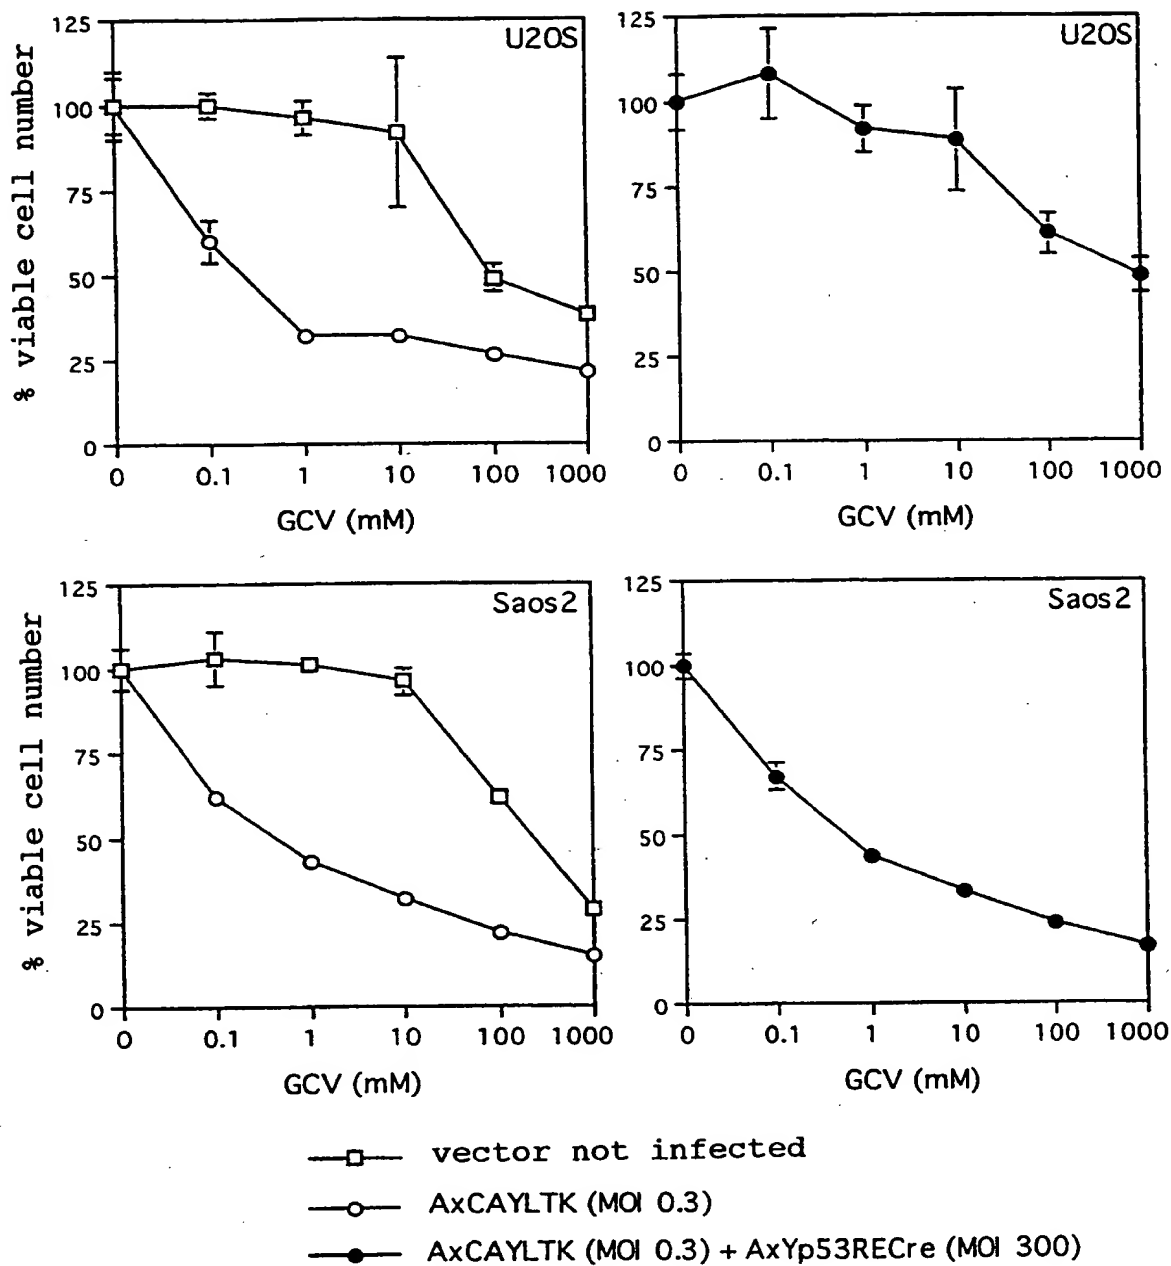 U2OS
% viable cell number
125
100
75
50
25
0
0 0.1 1 10 100 1000
GCV (mM)
U2OS
125
100
75
50
25
0
0 0.1 1 10 100 1000
GCV (mM)
Saos2
% viable cell number
125
100
75
50
25
0
0 0.1 1 10 100 1000
GCV (mM)
Saos2
125
100
75
50
25
0
0 0.1 1 10 100 1000
GCV (mM)
vector not infected
AxCAYLTK (MOI 0.3)
AxCAYLTK (MOI 0.3) + AxYp53RECre (MOI 300)